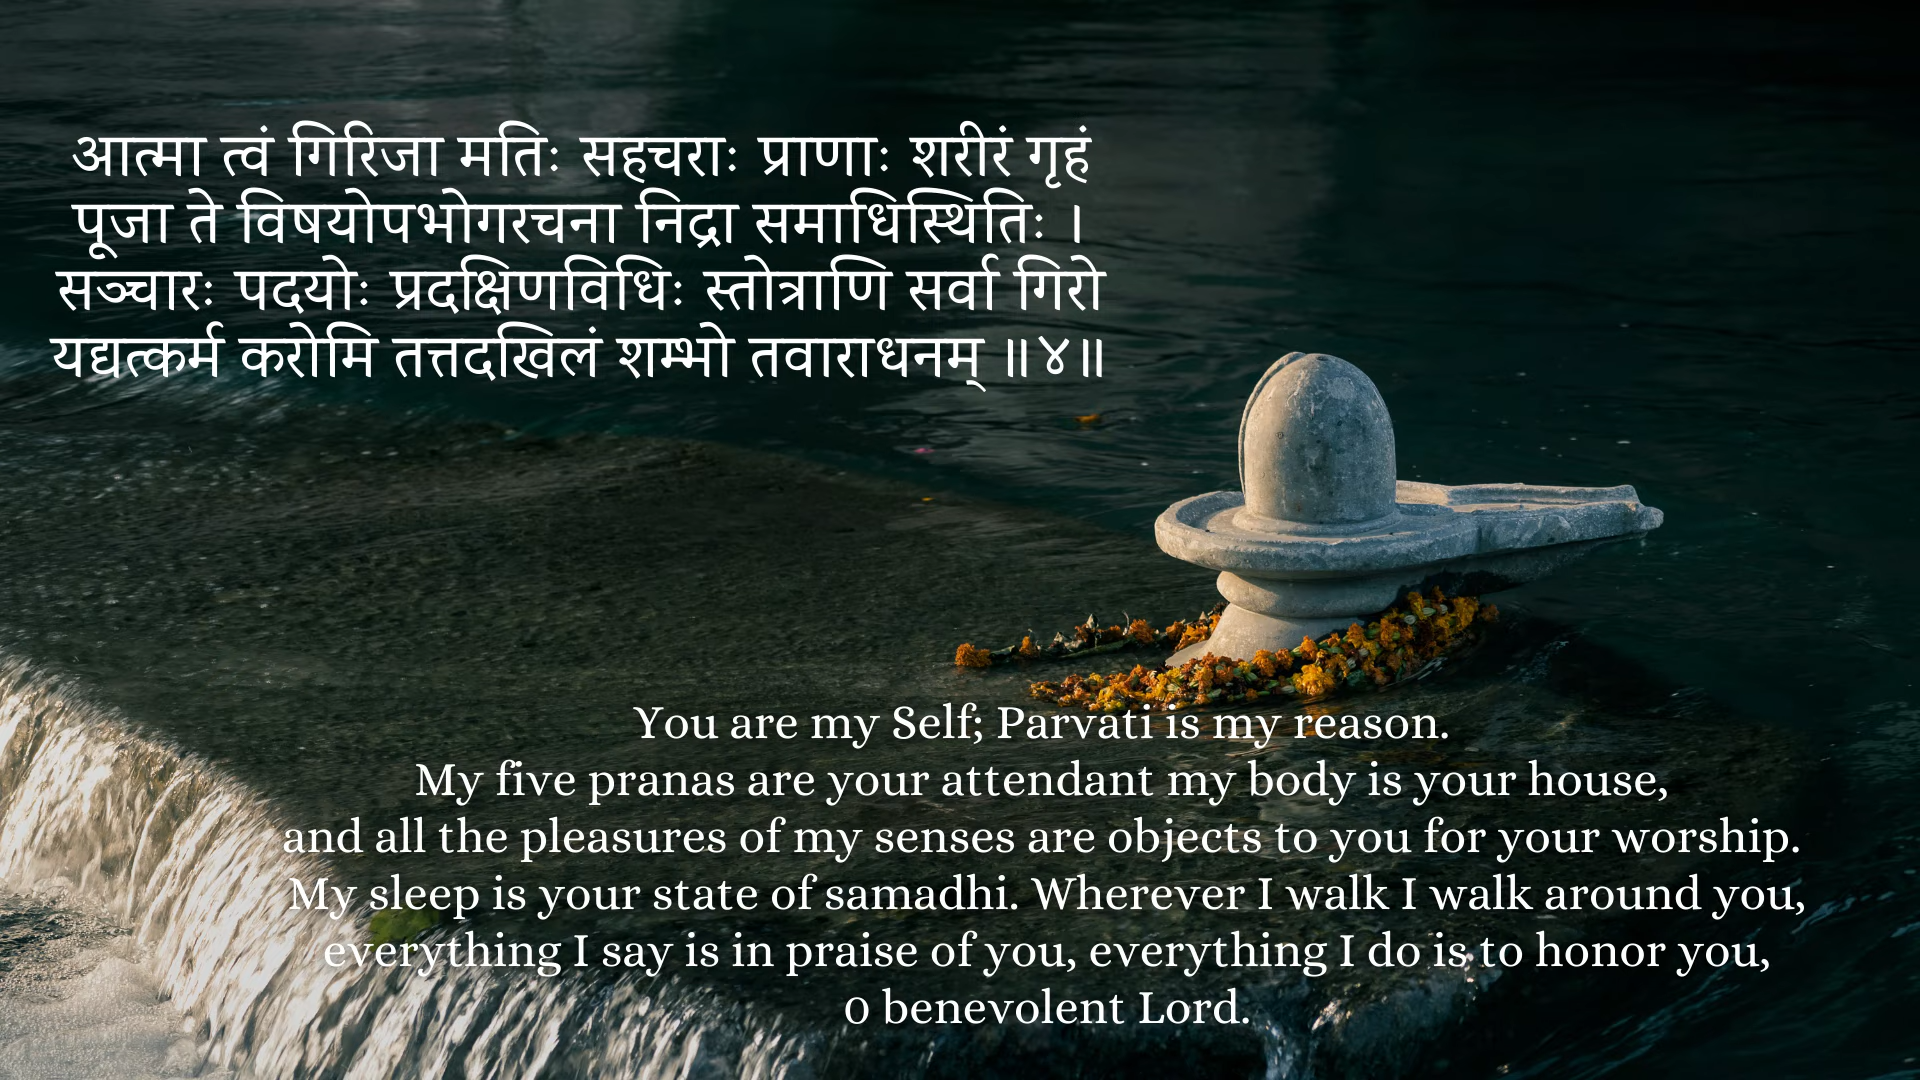 आत्मा त्वं गिरिजा मतिः सहचराः प्राणाः शरीरं गृहं
पूजा ते विषयोपभोगरचना निद्रा समाधिस्थितिः ।
सञ्चारः पदयोः प्रदक्षिणविधिः स्तोत्राणि सर्वा गिरो
यद्यत्कर्म करोमि तत्तदखिलं शम्भो तवाराधनम् ॥४॥
You are my Self; Parvati is my reason.
My five pranas are your attendant my body is your house,
and all the pleasures of my senses are objects to you for your worship.
My sleep is your state of samadhi. Wherever I walk I walk around you,
everything I say is in praise of you, everything I do is to honor you,
0 benevolent Lord.